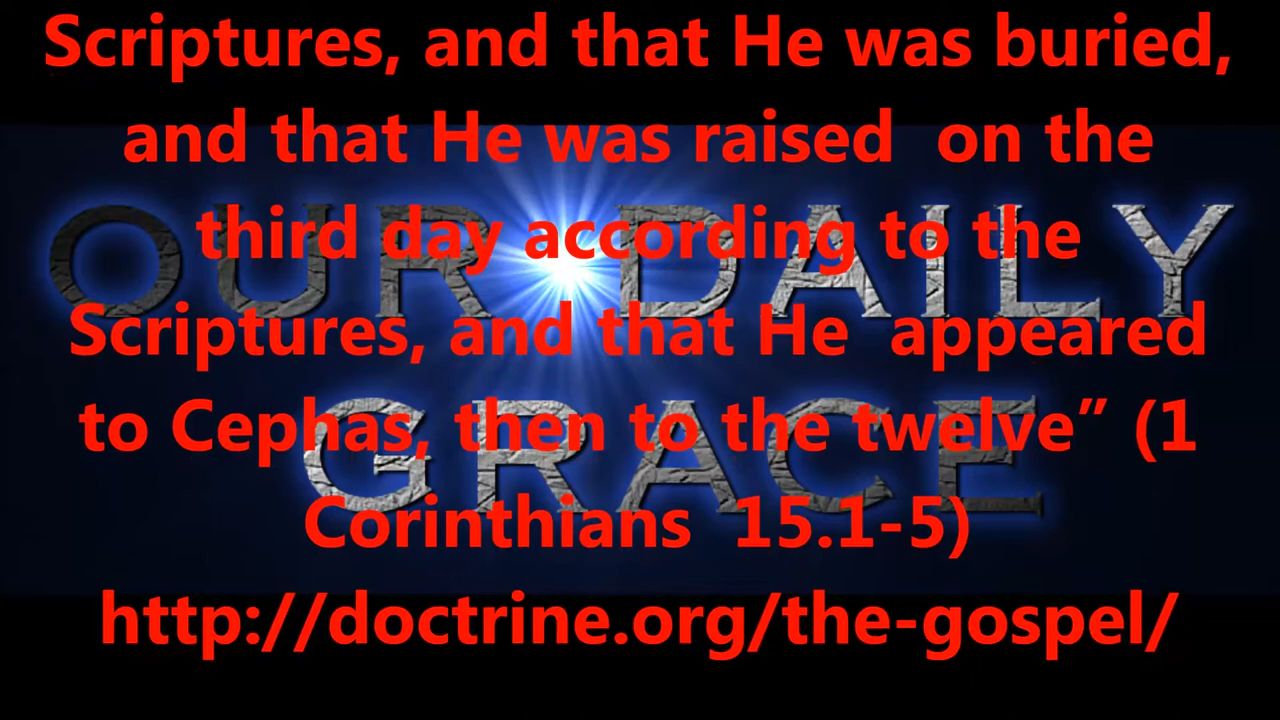 Scriptures, and that He was buried,
and that He was raised  on the
third day according to the
OUR DAILY
Scriptures, and that He  appeared
to Cephas, then to the twelve” (1
GRACE
Corinthians  15.1-5)
http://doctrine.org/the-gospel/